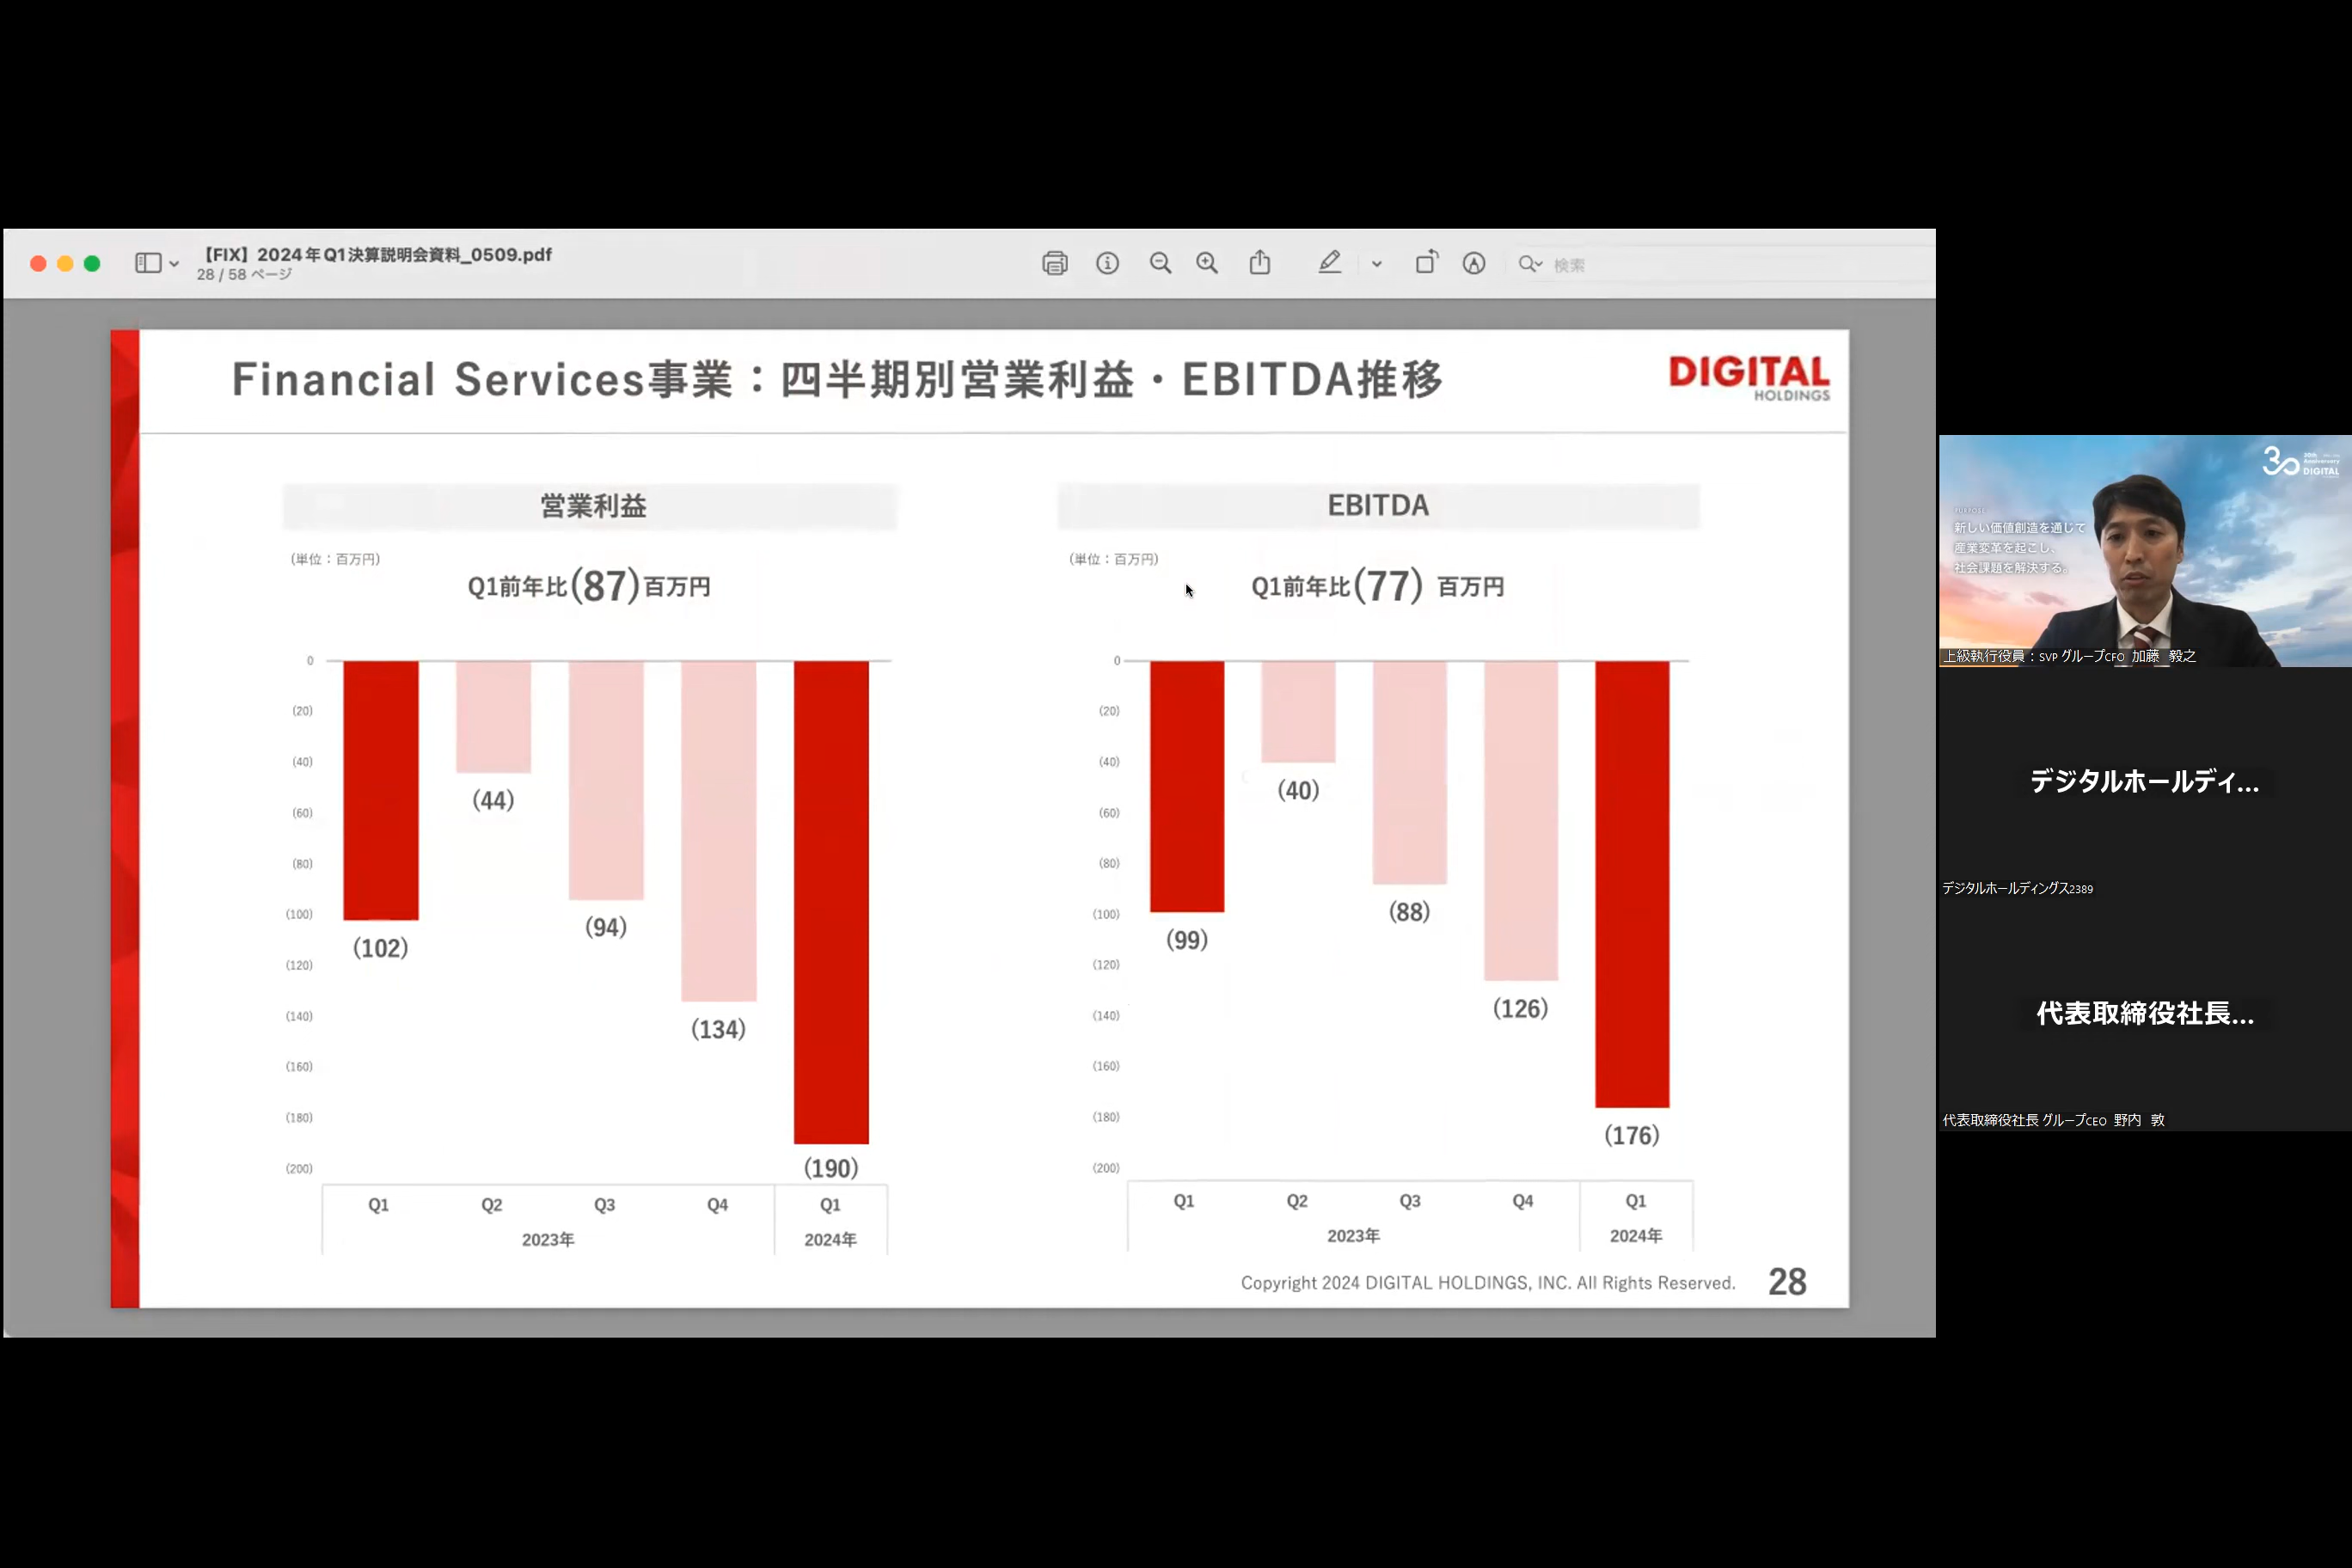 【FIX】2024年Q1決算説明会資料_0509.pdf
28 / 58 ページ
検索
Financial Services事業：四半期別営業利益・EBITDA推移
DIGITAL
HOLDINGS
営業利益
(単位：百万円)
Q1前年比(87)百万円
0
(20)
(40)
(60)
(80)
(100)
(120)
(140)
(160)
(180)
(200)
(102)
(44)
(94)
(134)
(190)
Q1 Q2 Q3 Q4 Q1
2023年 2024年
EBITDA
(単位：百万円)
Q1前年比(77) 百万円
0
(20)
(40)
(60)
(80)
(100)
(120)
(140)
(160)
(180)
(200)
(99)
(40)
(88)
(126)
(176)
Q1 Q2 Q3 Q4 Q1
2023年 2024年
Copyright 2024 DIGITAL HOLDINGS, INC. All Rights Reserved.
28
30
30th
Anniversary
DIGITAL
PURPOSE
新しい価値創造を通じて
産業変革を起こし、
社会課題を解決する。
上級執行役員：SVP グループCFO 加藤 毅之
デジタルホールディ...
デジタルホールディングス2389
代表取締役社長...
代表取締役社長 グループCEO 野内 敦